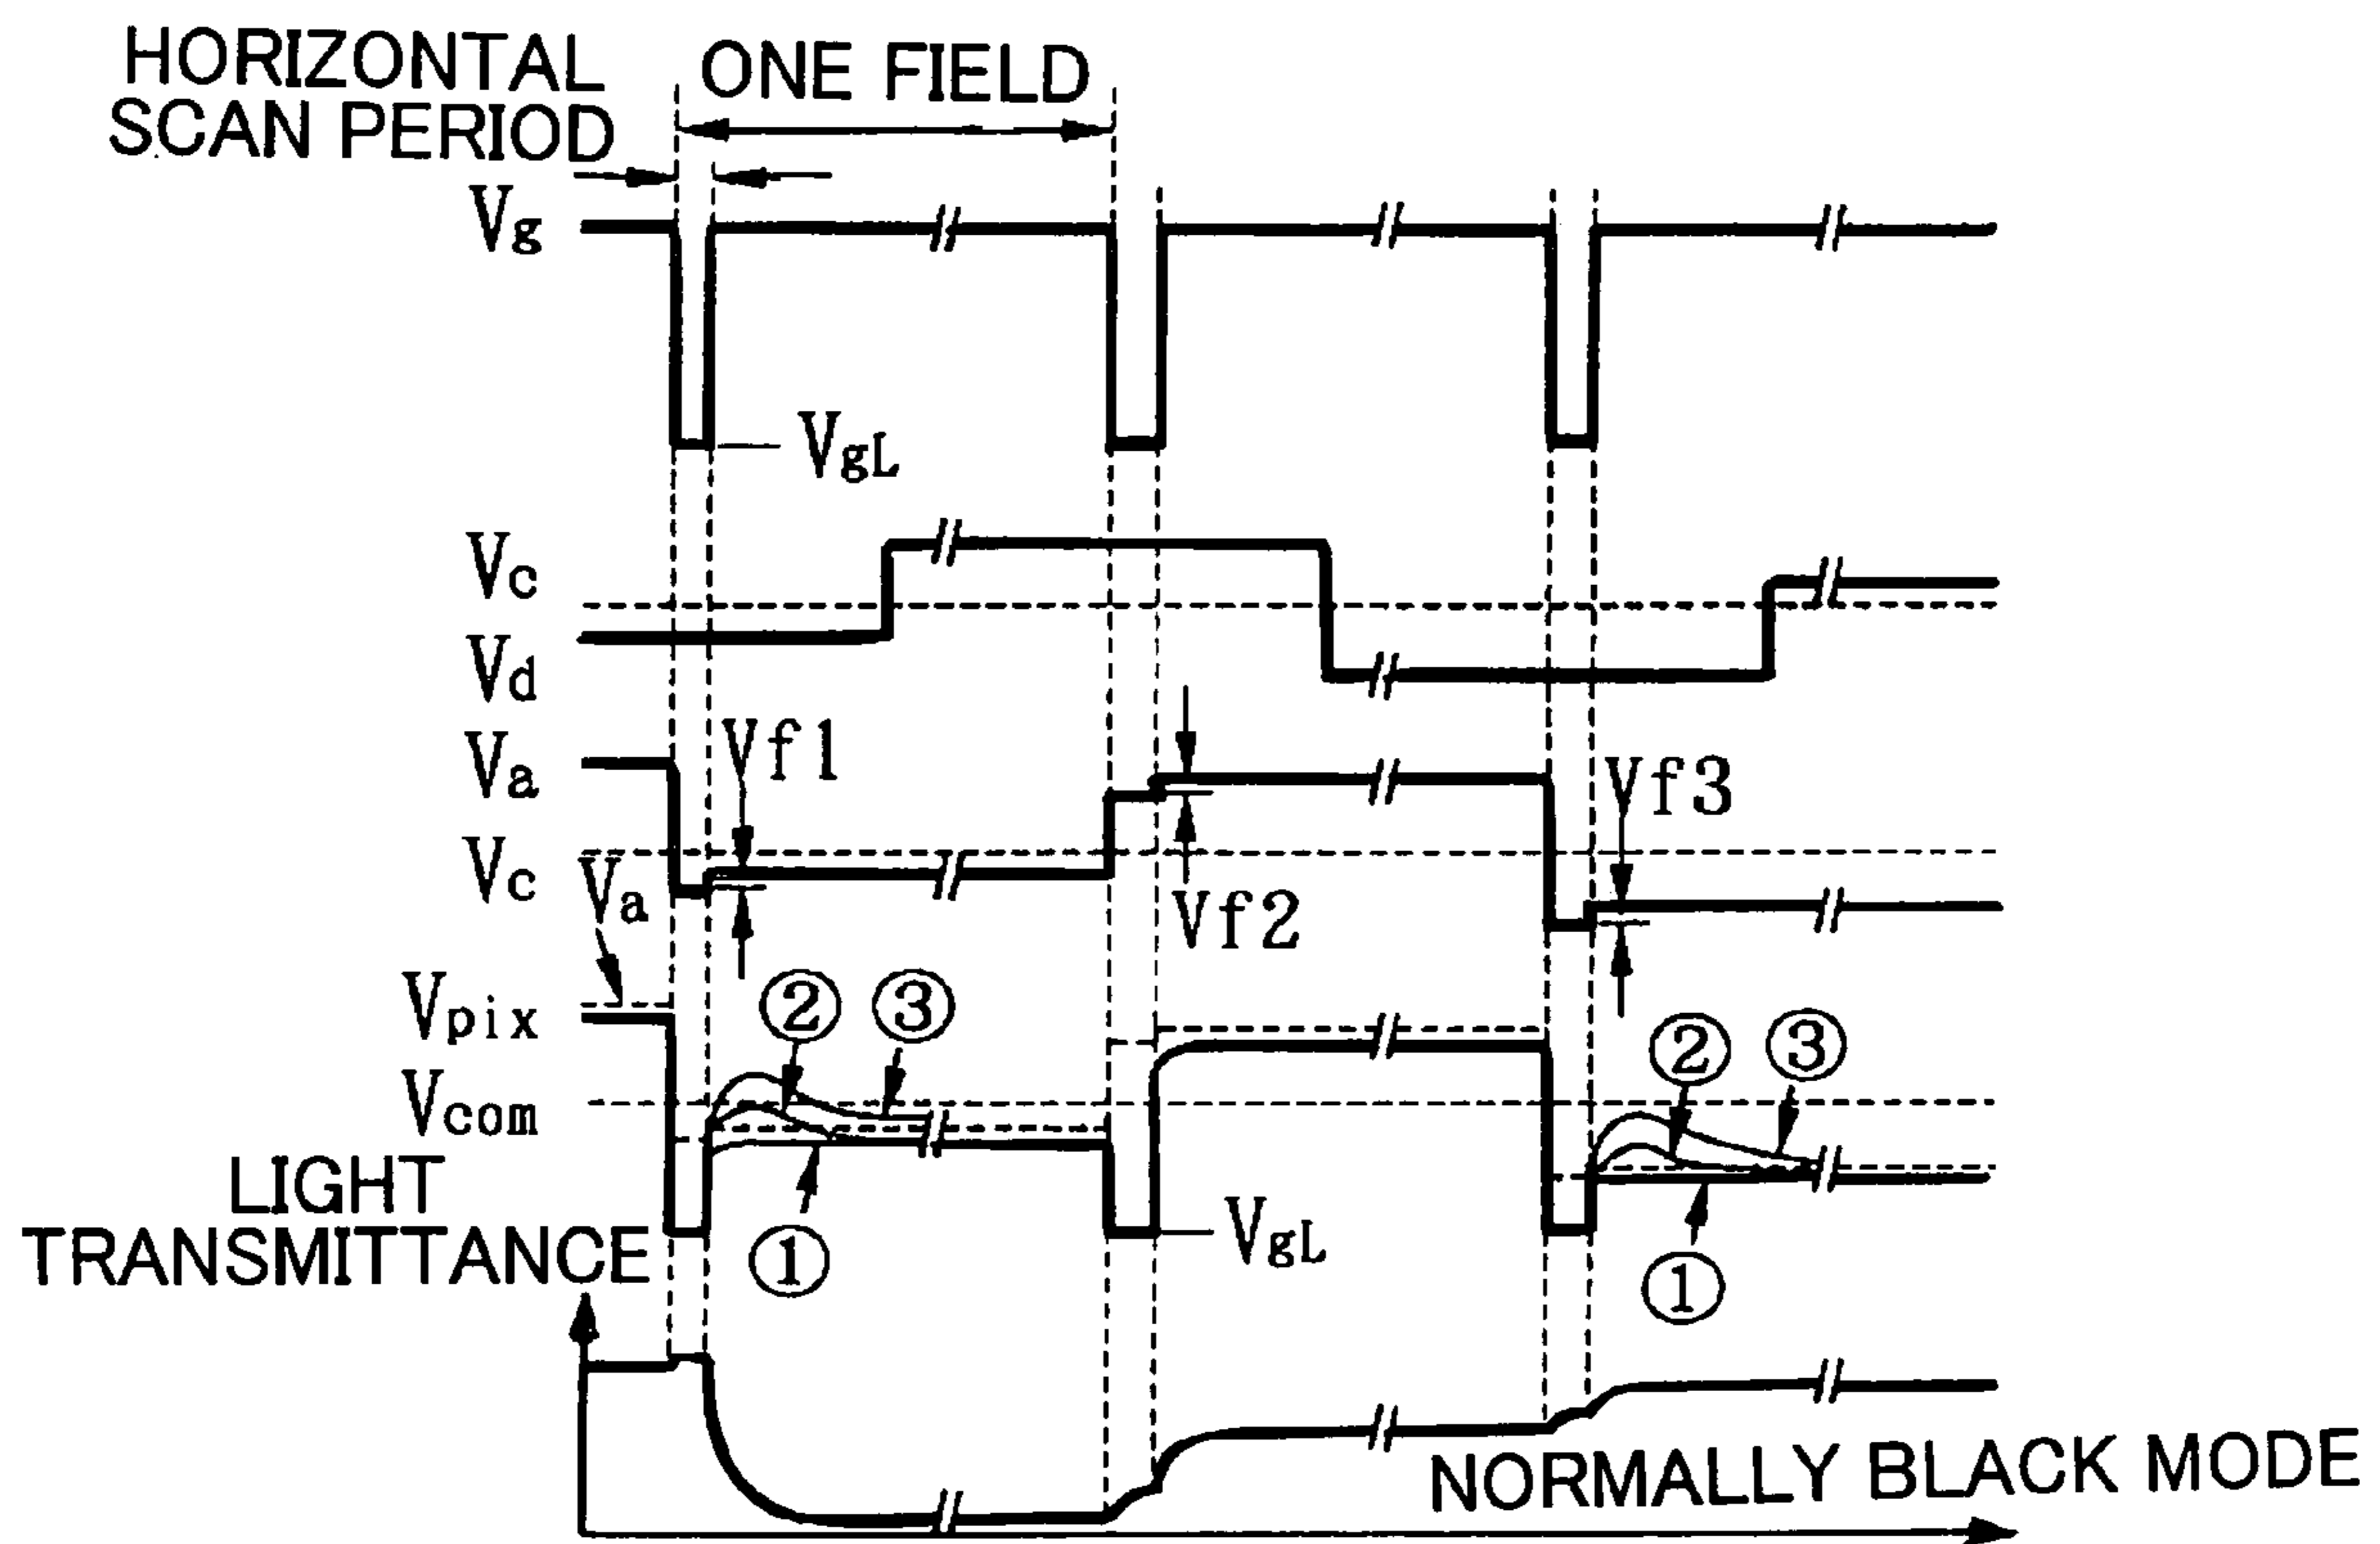 HORIZONTAL
SCAN PERIOD
ONE FIELD
Vg
VgL
Vc
Vd
Vf1
Va
Vf3
Vc
Va
Vf2
Vpix
② ③
② ③
Vcom
LIGHT
TRANSMITTANCE
VgL
①
①
NORMALLY BLACK MODE